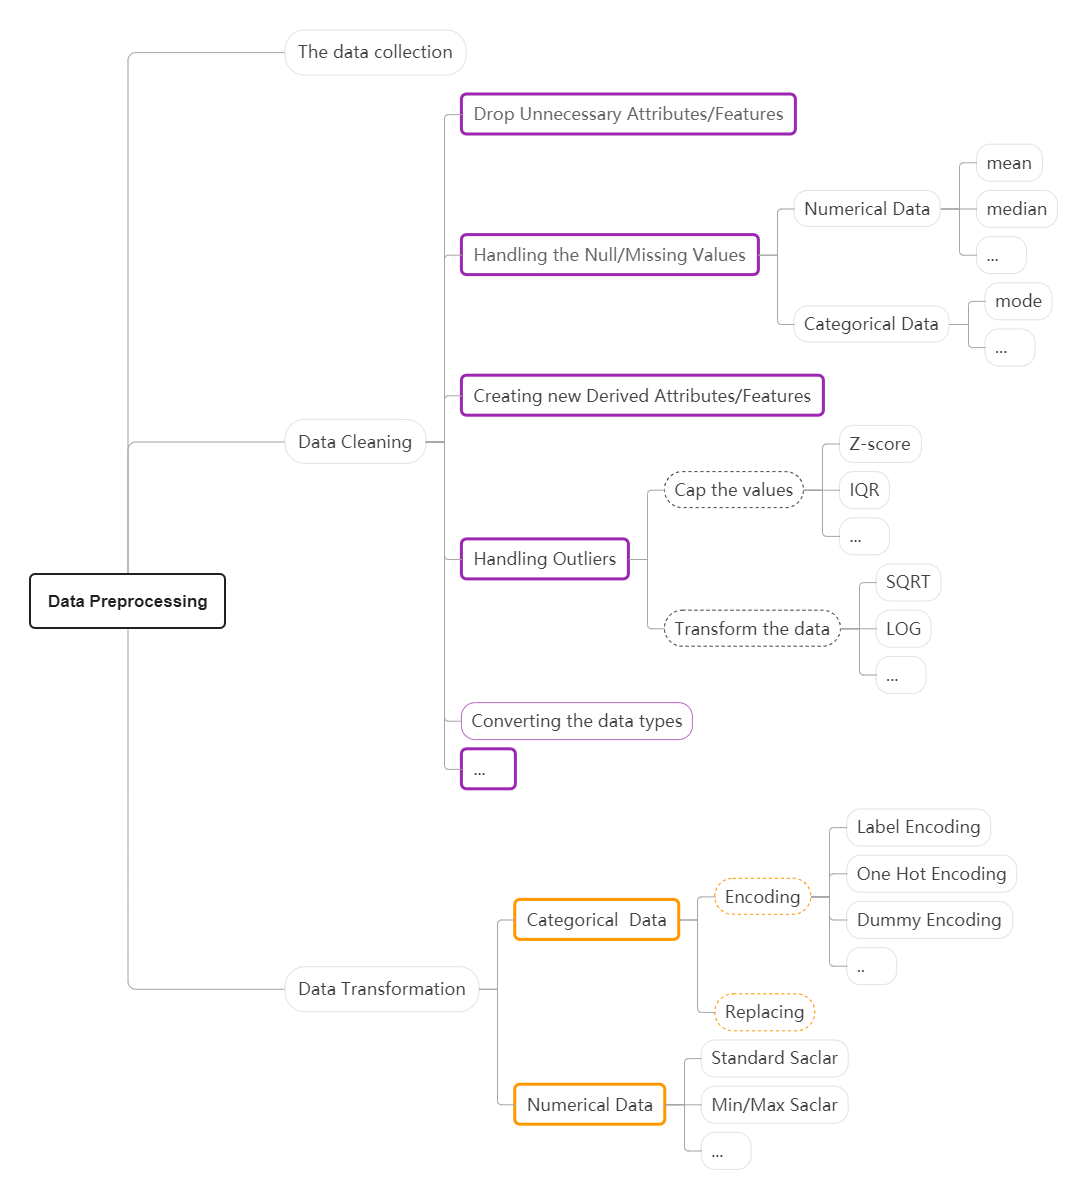 The data collection
Drop Unnecessary Attributes/Features
mean
Numerical Data
median
...
Handling the Null/Missing Values
mode
Categorical Data
...
Creating new Derived Attributes/Features
Data Cleaning
Z-score
Cap the values
IQR
...
Handling Outliers
SQRT
Transform the data
LOG
...
Data Preprocessing
Converting the data types
...
Label Encoding
Encoding
One Hot Encoding
Categorical  Data
Dummy Encoding
..
Data Transformation
Replacing
Standard Saclar
Numerical Data
Min/Max Saclar
...